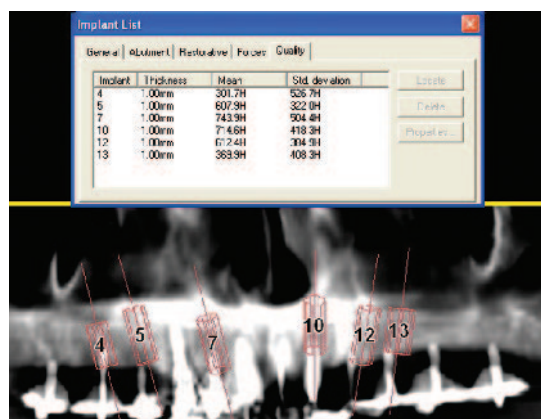 Implant List
General Abutment Restorative Forces Quality
Implant Thickness Mean Std. deviation
4 1.00mm 301.7H 526.7H
5 1.00mm 607.9H 322.0H
7 1.00mm 743.9H 504.4H
10 1.00mm 714.6H 418.3H
12 1.00mm 612.4H 384.9H
13 1.00mm 369.9H 408.3H
Locate
Delete
Properties...
4 5 7 10 12 13